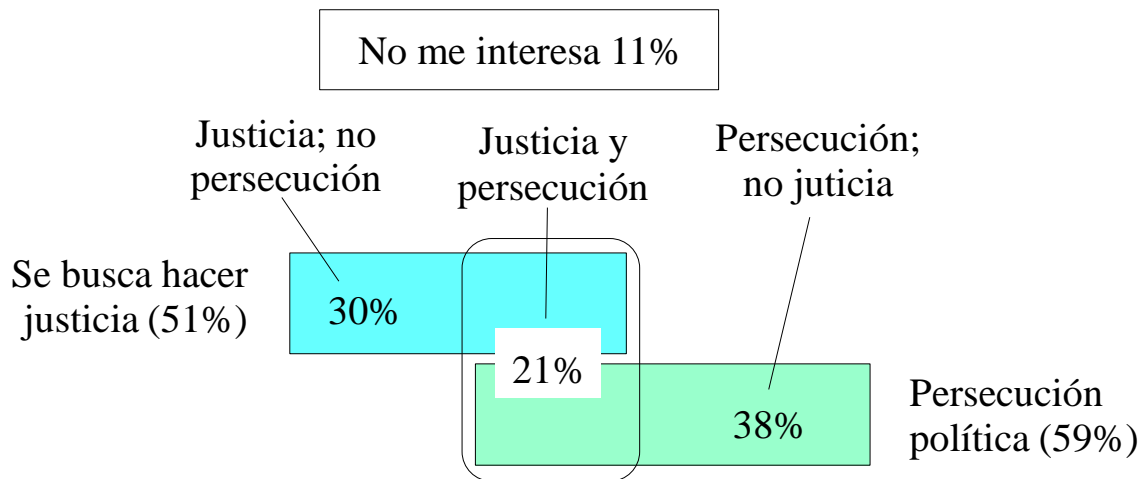 No me interesa 11%
Justicia; no
persecución
Justicia y
persecución
Persecución;
no juticia
Se busca hacer
justicia (51%)
30%
21%
38%
Persecución
política (59%)